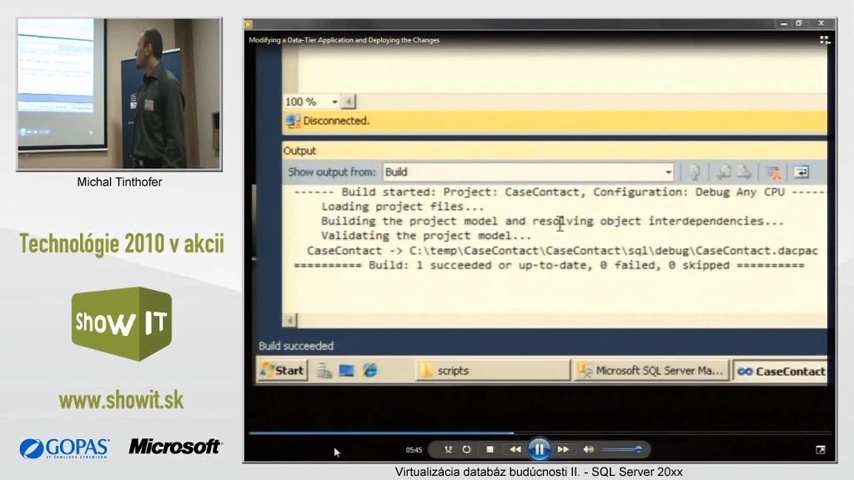 Michal Tinthofer
Technológie 2010 v akcii
ShoW IT
www.showit.sk
GOPAS
Microsoft
Modifying a Data-Tier Application and Deploying the Changes
100 %
Disconnected.
Output
Show output from: Build
------ Build started: Project: CaseContact, Configuration: Debug Any CPU ------
Loading project files...
Building the project model and resolving object interdependencies...
Validating the project model...
CaseContact -> C:\temp\CaseContact\CaseContact\sql\debug\CaseContact.dacpac
========== Build: 1 succeeded or up-to-date, 0 failed, 0 skipped ==========
Build succeeded
Start scripts Microsoft SQL Server Ma... CaseContact
05:45
Virtualizácia databáz budúcnosti II. - SQL Server 20xx